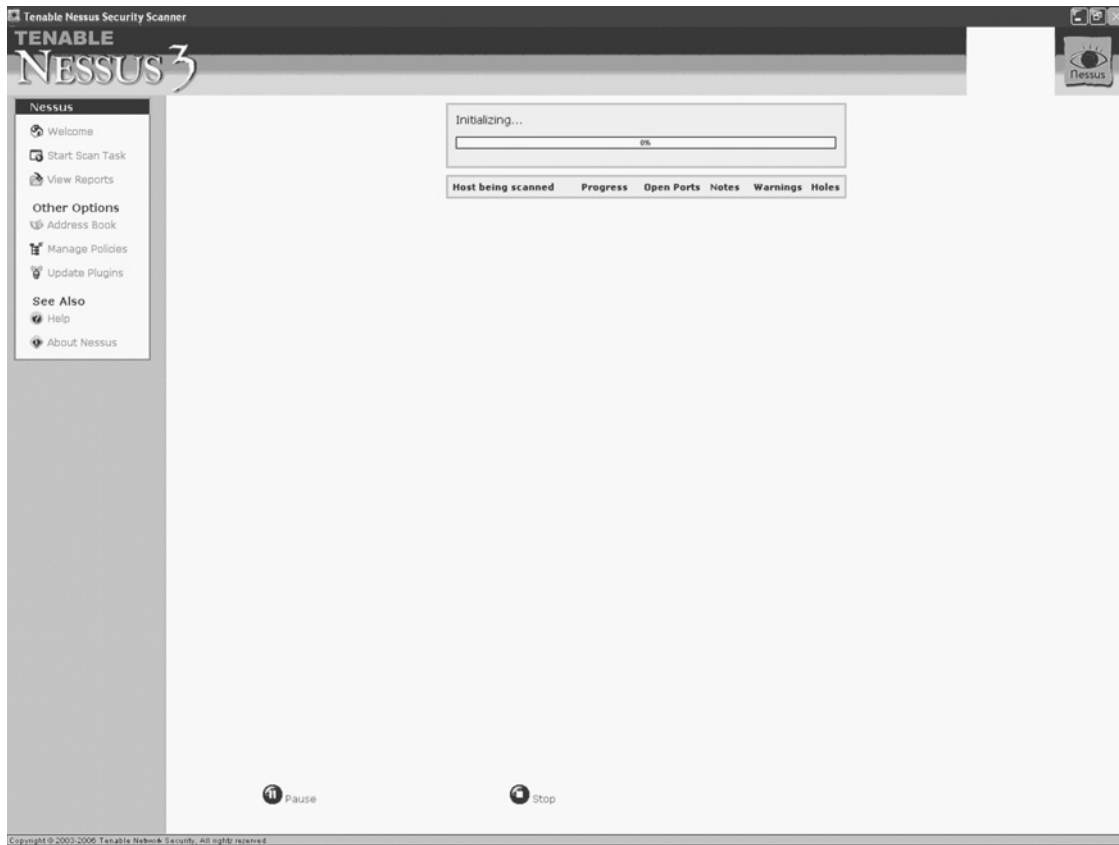 Tenable Nessus Security Scanner
TENABLE
NESSUS 3
Nessus
Nessus
Welcome
Start Scan Task
View Reports
Other Options
Address Book
Manage Policies
Update Plugins
See Also
Help
About Nessus
Initializing...
0%
Host being scanned Progress Open Ports Notes Warnings Holes
Pause
Stop
Copyright © 2003-2006 Tenable Network Security, All rights reserved